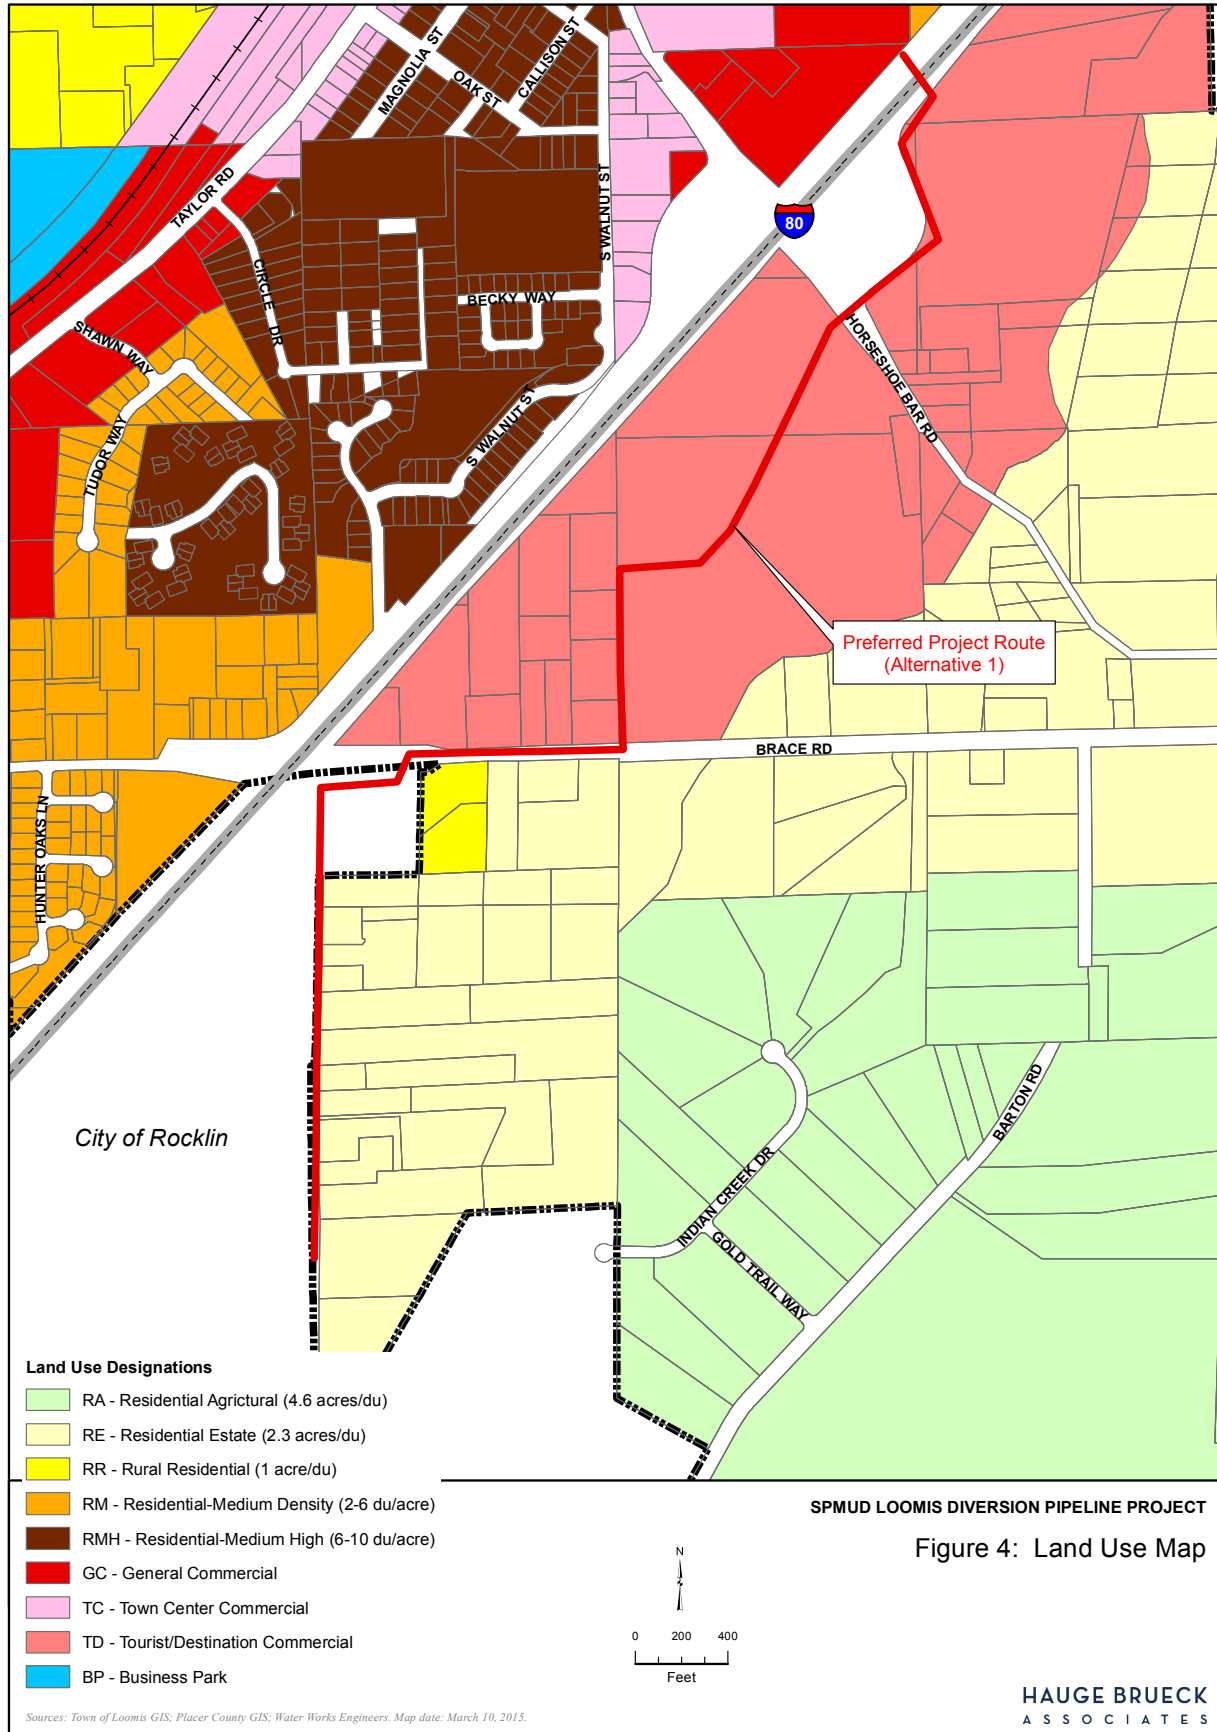 MAGNOLIA ST
OAK ST
CALLISON ST
TAYLOR RD
S WALNUT ST
80
CIRCLE DR
BECKY WAY
SHAWN WAY
HORSESHOE BAR RD
TUDOR WAY
S WALNUT ST
Preferred Project Route
(Alternative 1)
BRACE RD
HUNTER OAKS LN
City of Rocklin
BARTON RD
INDIAN CREEK DR
GOLD TRAIL WAY
Land Use Designations
RA - Residential Agrictural (4.6 acres/du)
RE - Residential Estate (2.3 acres/du)
RR - Rural Residential (1 acre/du)
RM - Residential-Medium Density (2-6 du/acre)
RMH - Residential-Medium High (6-10 du/acre)
GC - General Commercial
TC - Town Center Commercial
TD - Tourist/Destination Commercial
BP - Business Park
Sources: Town of Loomis GIS; Placer County GIS; Water Works Engineers. Map date: March 10, 2015.
N
0 200 400
Feet
SPMUD LOOMIS DIVERSION PIPELINE PROJECT
Figure 4: Land Use Map
HAUGE BRUECK
ASSOCIATES